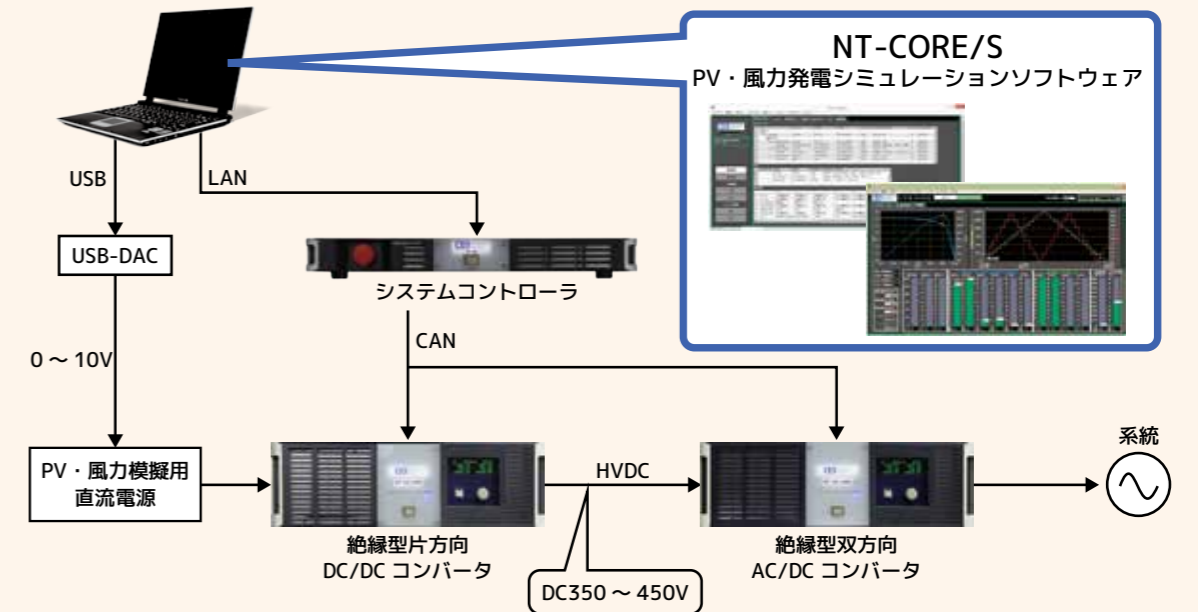 NT-CORE/S
PV・風力発電シミュレーションソフトウェア
USB
LAN
USB-DAC
システムコントローラ
CAN
0 ～ 10V
系統
PV・風力模擬用
直流電源
HVDC
絶縁型片方向
DC/DC コンバータ
絶縁型双方向
AC/DC コンバータ
DC350 ～ 450V